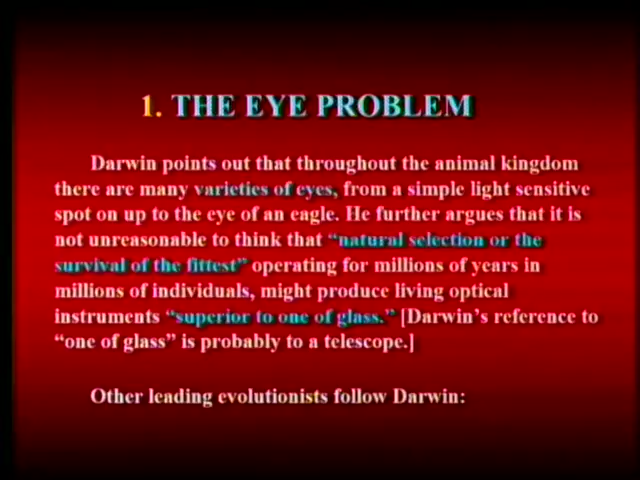 1. THE EYE PROBLEM
Darwin points out that throughout the animal kingdom
there are many varieties of eyes, from a simple light sensitive
spot on up to the eye of an eagle. He further argues that it is
not unreasonable to think that “natural selection or the
survival of the fittest” operating for millions of years in
millions of individuals, might produce living optical
instruments “superior to one of glass.” [Darwin’s reference to
“one of glass” is probably to a telescope.]
Other leading evolutionists follow Darwin: